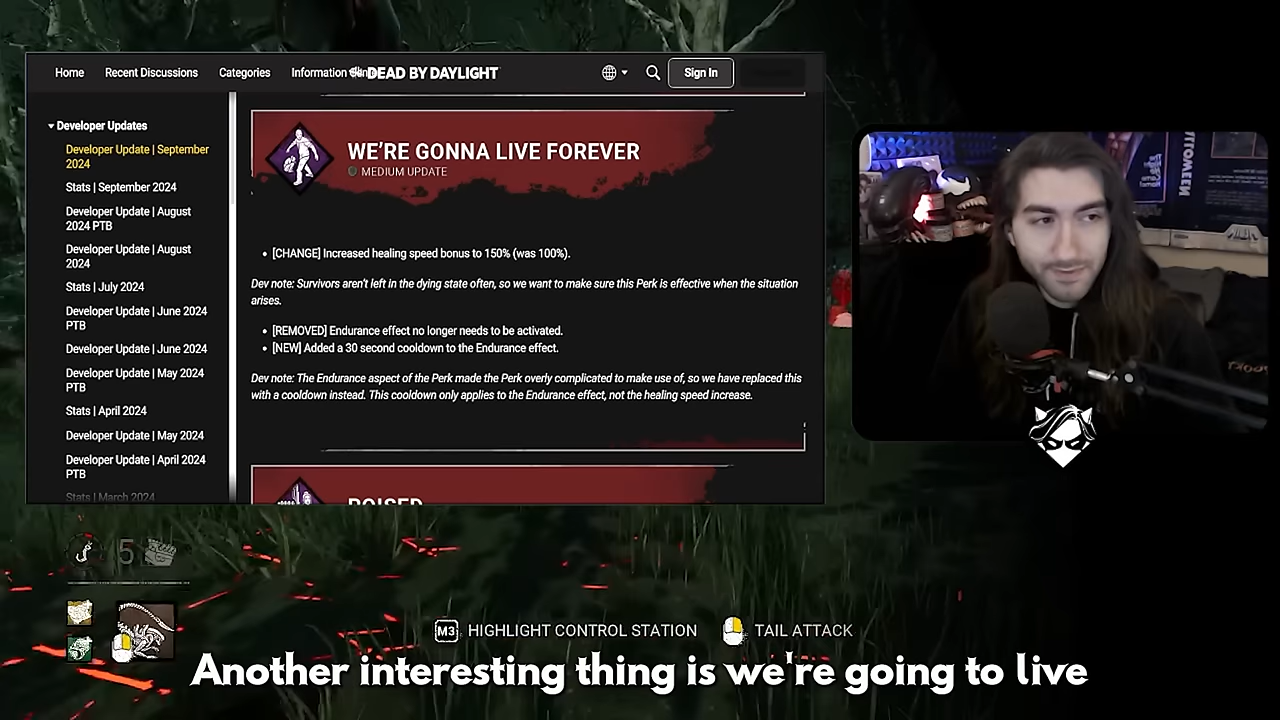 Home
Recent Discussions
Categories
Information
DEAD BY DAYLIGHT
Sign In
Developer Updates
Developer Update | September
2024
Stats | September 2024
Developer Update | August
2024 PTB
Developer Update | August
2024
Stats | July 2024
Developer Update | June 2024
PTB
Developer Update | June 2024
Developer Update | May 2024
PTB
Stats | April 2024
Developer Update | May 2024
Developer Update | April 2024
PTB
Stats | March 2024
WE'RE GONNA LIVE FOREVER
MEDIUM UPDATE
• [CHANGE] Increased healing speed bonus to 150% (was 100%).
Dev note: Survivors aren't left in the dying state often, so we want to make sure this Perk is effective when the situation
arises.
• [REMOVED] Endurance effect no longer needs to be activated.
• [NEW] Added a 30 second cooldown to the Endurance effect.
Dev note: The Endurance aspect of the Perk made the Perk overly complicated to make use of, so we have replaced this
with a cooldown instead. This cooldown only applies to the Endurance effect, not the healing speed increase.
POISED
HALLOWEEN
5
M3 HIGHLIGHT CONTROL STATION
TAIL ATTACK
Another interesting thing is we're going to live